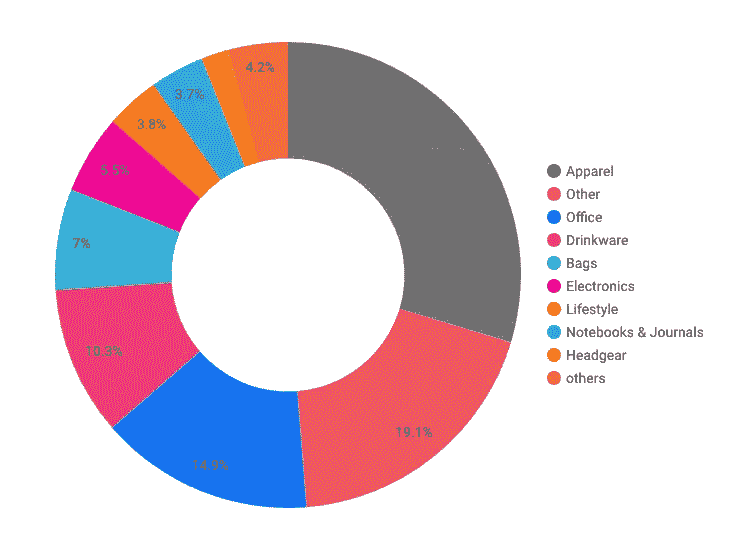 4.2%
3.7%
3.8%
5.5%
7%
10.3%
14.9%
19.1%
Apparel
Other
Office
Drinkware
Bags
Electronics
Lifestyle
Notebooks & Journals
Headgear
others